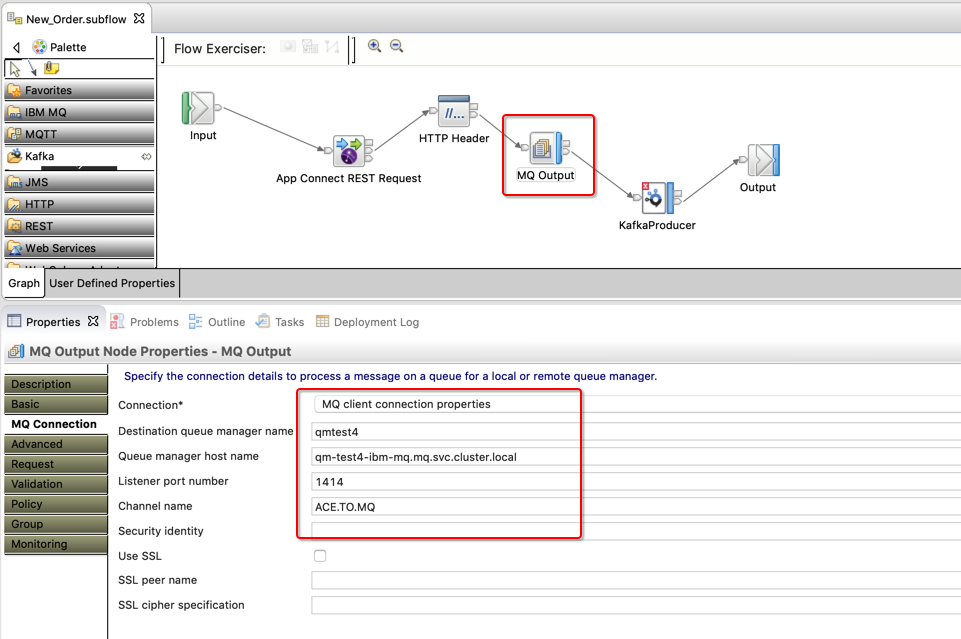 New_Order.subflow
Palette
Flow Exerciser:
Favorites
IBM MQ
MQTT
Kafka
JMS
HTTP
REST
Web Services
Input
App Connect REST Request
HTTP Header
MQ Output
KafkaProducer
Output
Graph
User Defined Properties
Properties
Problems
Outline
Tasks
Deployment Log
MQ Output Node Properties - MQ Output
Description
Basic
MQ Connection
Advanced
Request
Validation
Policy
Group
Monitoring
Specify the connection details to process a message on a queue for a local or remote queue manager.
Connection* MQ client connection properties
Destination queue manager name qmtest4
Queue manager host name qm-test4-ibm-mq.mq.svc.cluster.local
Listener port number 1414
Channel name ACE.TO.MQ
Security identity
Use SSL
SSL peer name
SSL cipher specification